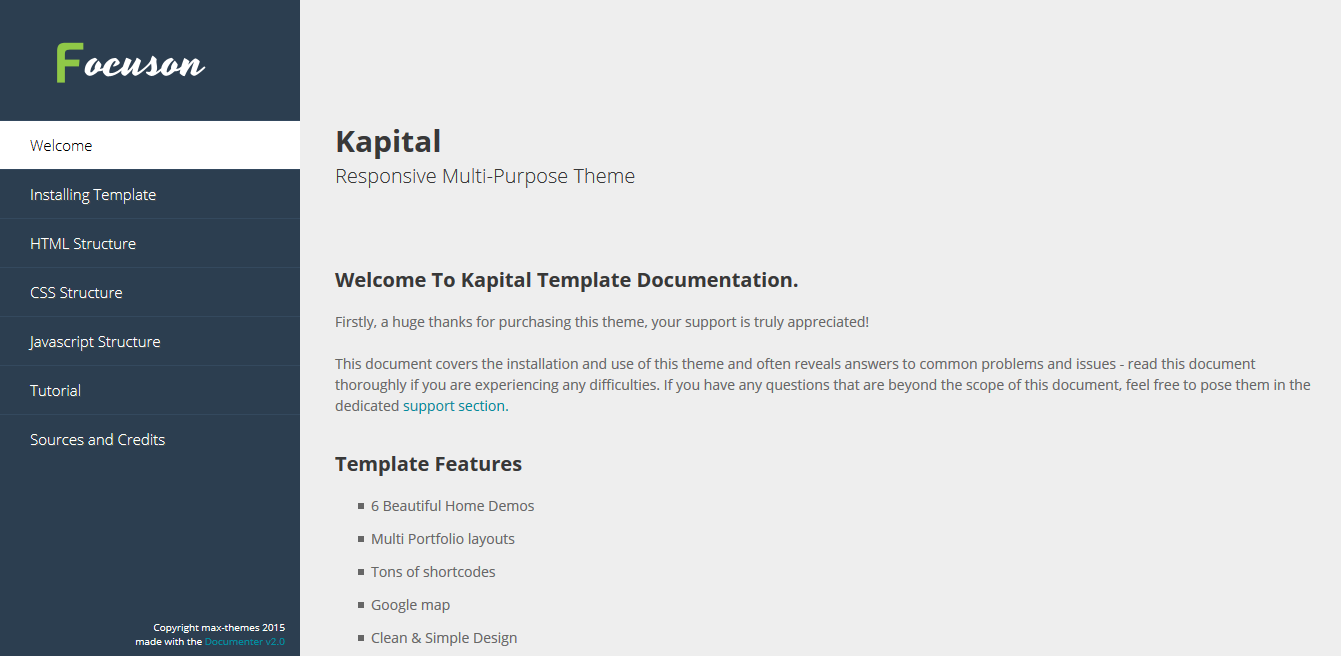 Focuson
Welcome
Installing Template
HTML Structure
CSS Structure
Javascript Structure
Tutorial
Sources and Credits
Copyright max-themes 2015
made with the Documenter v2.0
Kapital
Responsive Multi-Purpose Theme
Welcome To Kapital Template Documentation.
Firstly, a huge thanks for purchasing this theme, your support is truly appreciated!
This document covers the installation and use of this theme and often reveals answers to common problems and issues - read this document
thoroughly if you are experiencing any difficulties. If you have any questions that are beyond the scope of this document, feel free to pose them in the
dedicated support section.
Template Features
6 Beautiful Home Demos
Multi Portfolio layouts
Tons of shortcodes
Google map
Clean & Simple Design